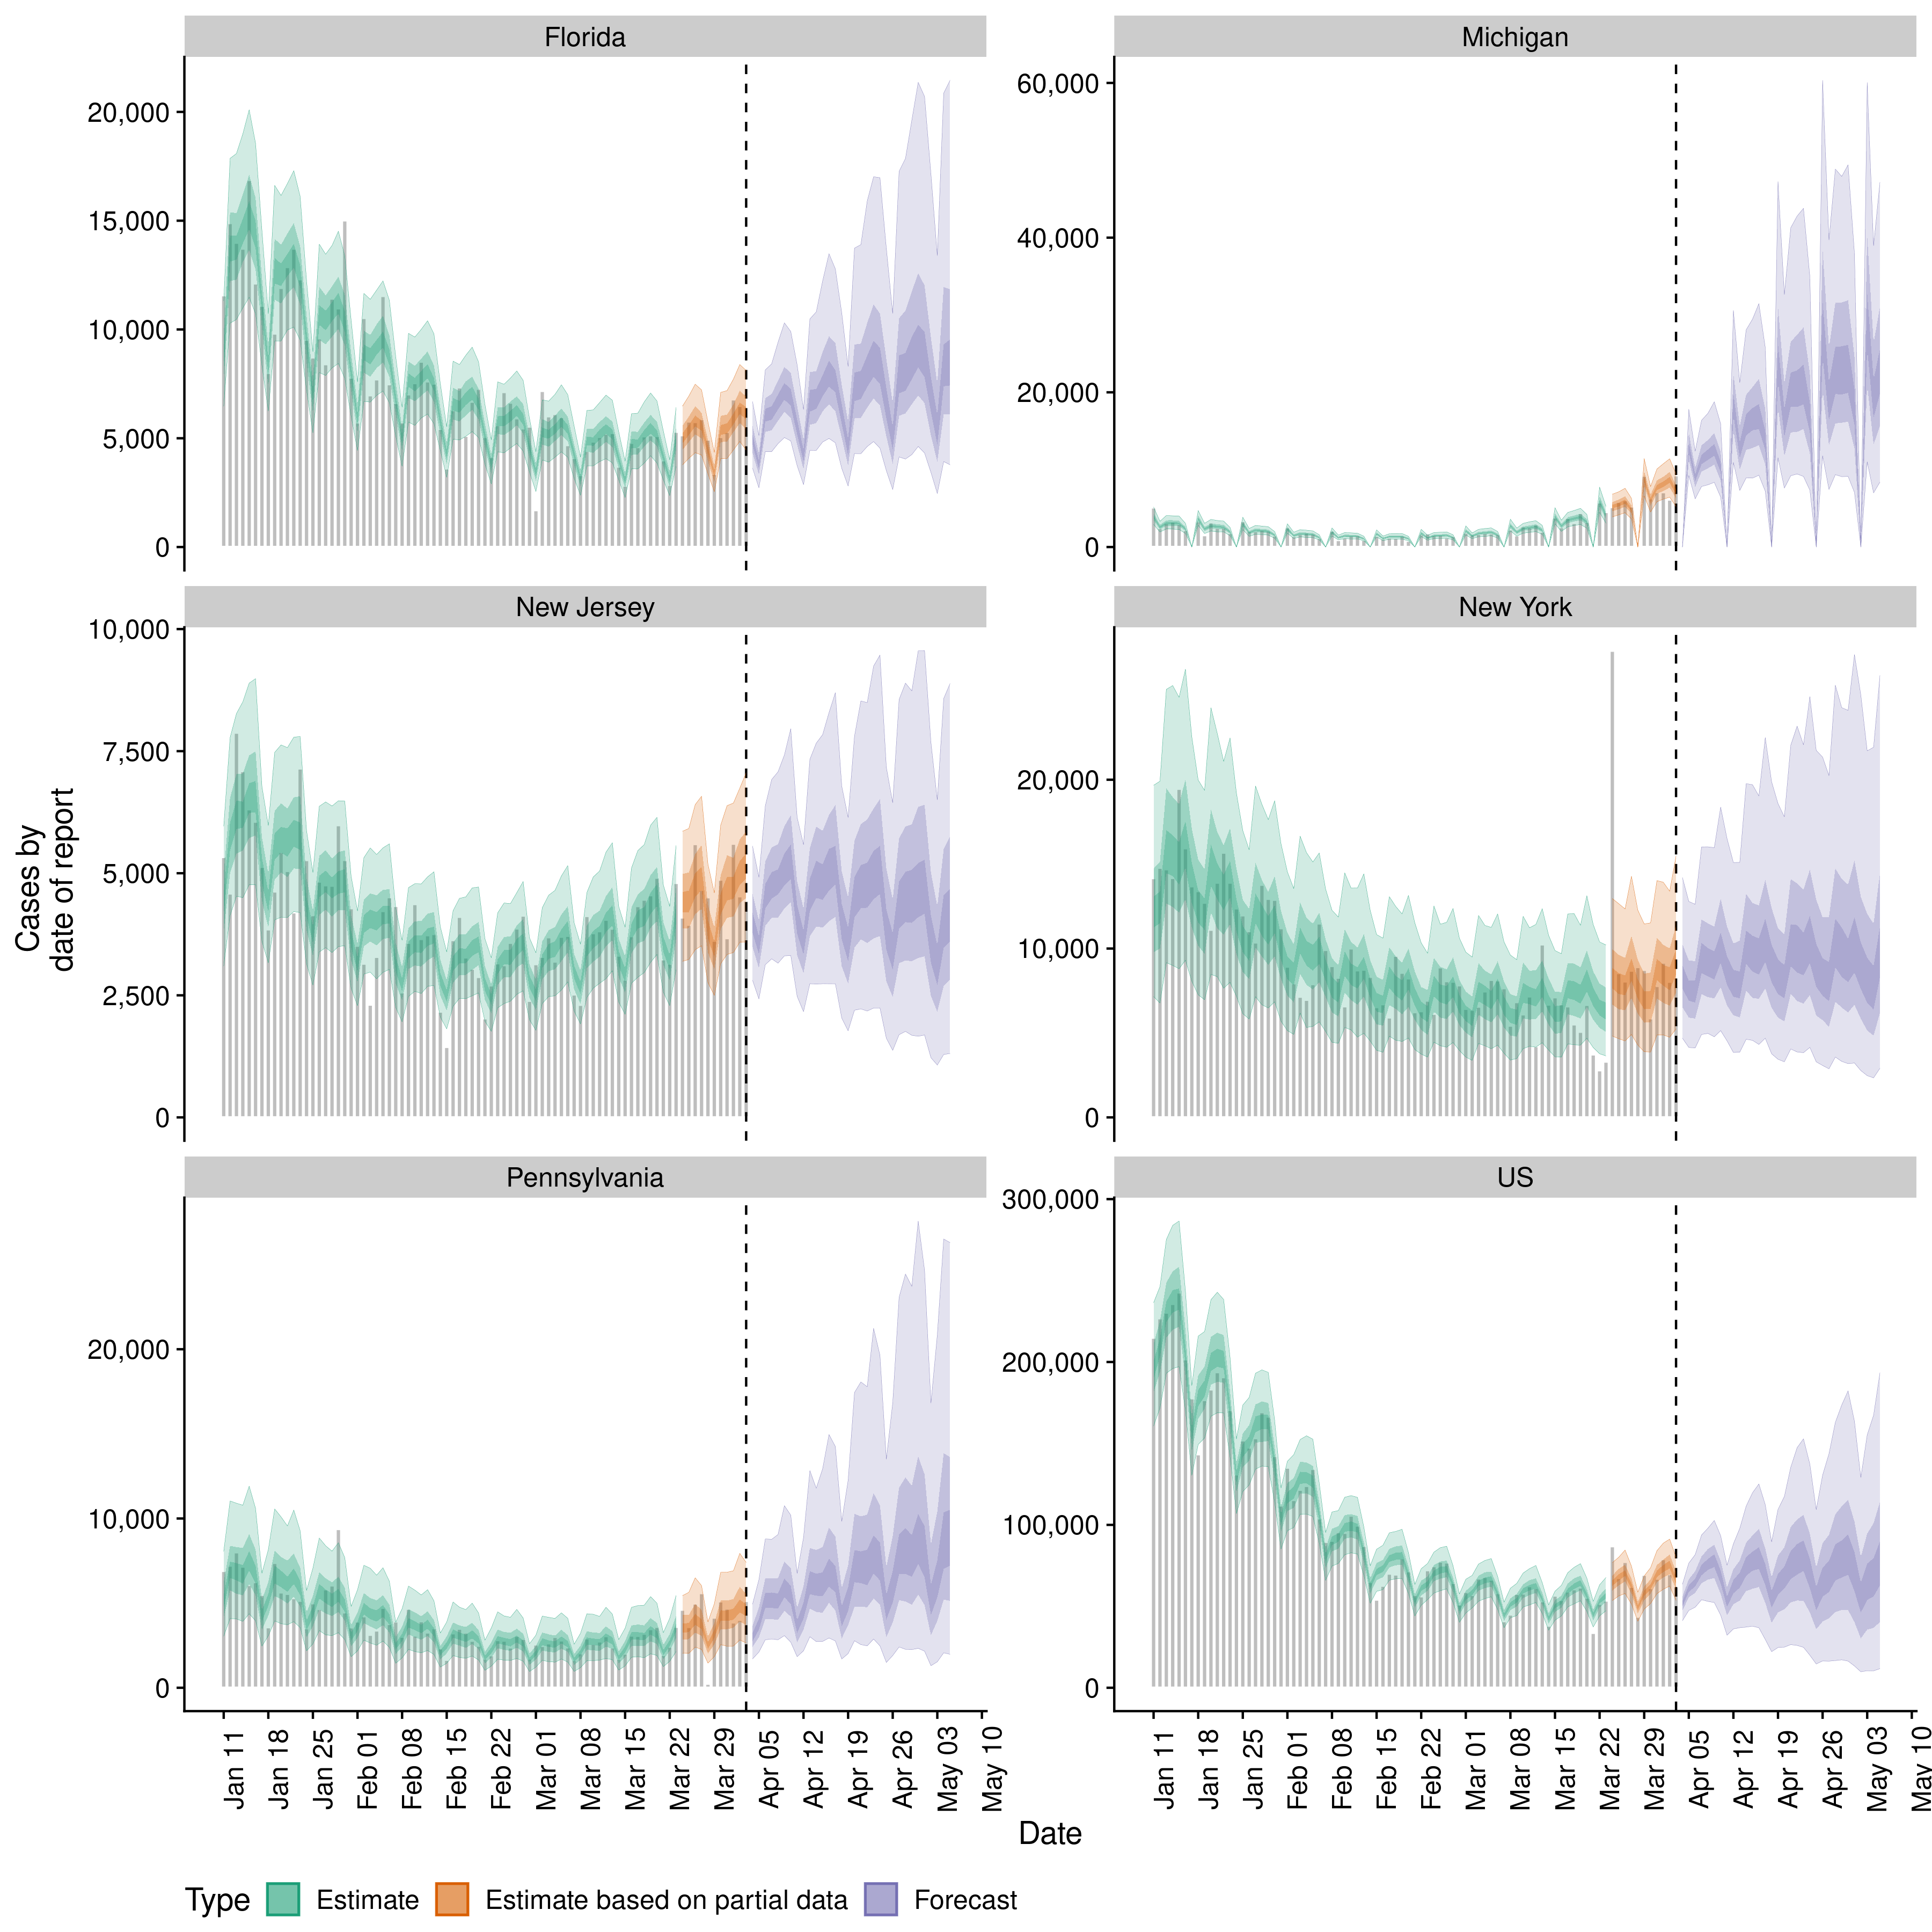 Florida
Michigan
20,000
15,000
10,000
5,000
0
60,000
40,000
20,000
0
New Jersey
New York
10,000
7,500
5,000
2,500
0
20,000
10,000
0
Pennsylvania
US
20,000
10,000
0
300,000
200,000
100,000
0
Cases by
date of report
Jan 11
Jan 18
Jan 25
Feb 01
Feb 08
Feb 15
Feb 22
Mar 01
Mar 08
Mar 15
Mar 22
Mar 29
Apr 05
Apr 12
Apr 19
Apr 26
May 03
May 10
Jan 11
Jan 18
Jan 25
Feb 01
Feb 08
Feb 15
Feb 22
Mar 01
Mar 08
Mar 15
Mar 22
Mar 29
Apr 05
Apr 12
Apr 19
Apr 26
May 03
May 10
Date
Type Estimate Estimate based on partial data Forecast